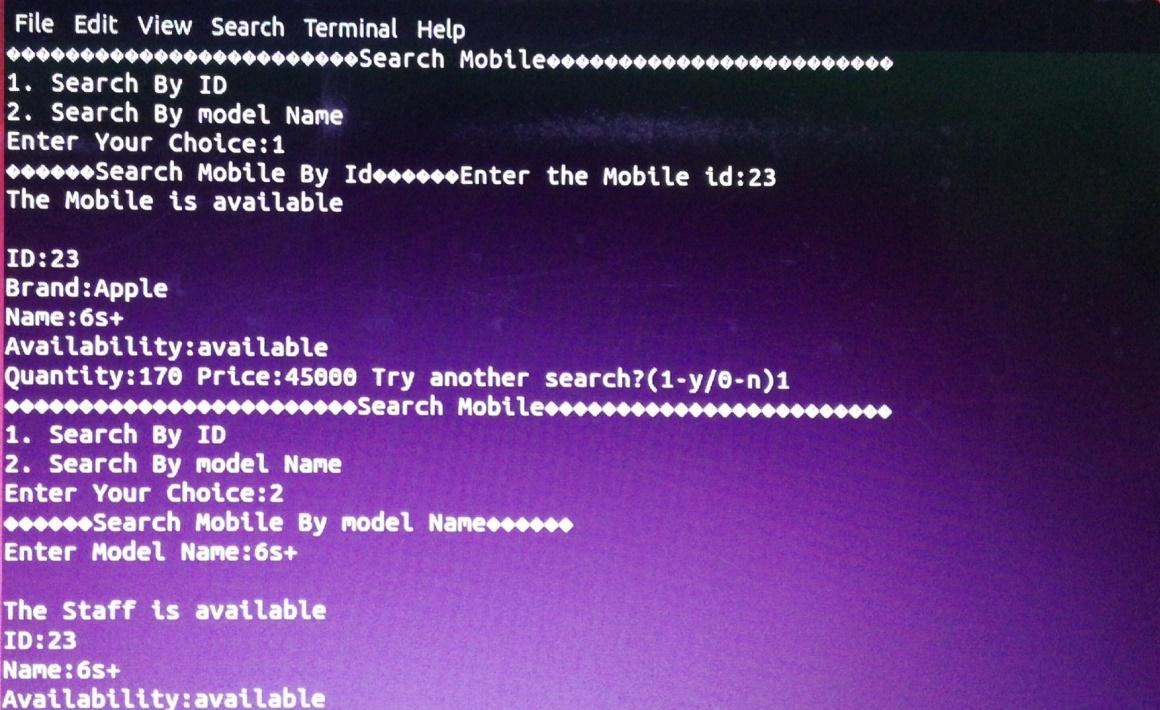 File Edit View Search Terminal Help
������������������������Search Mobile������������������������
1. Search By ID
2. Search By model Name
Enter Your Choice:1
������Search Mobile By Id������Enter the Mobile id:23
The Mobile is available
ID:23
Brand:Apple
Name:6s+
Availability:available
Quantity:170 Price:45000 Try another search?(1-y/0-n)1
������������������������Search Mobile������������������������
1. Search By ID
2. Search By model Name
Enter Your Choice:2
������Search Mobile By model Name������
Enter Model Name:6s+
The Staff is available
ID:23
Name:6s+
Availability:available